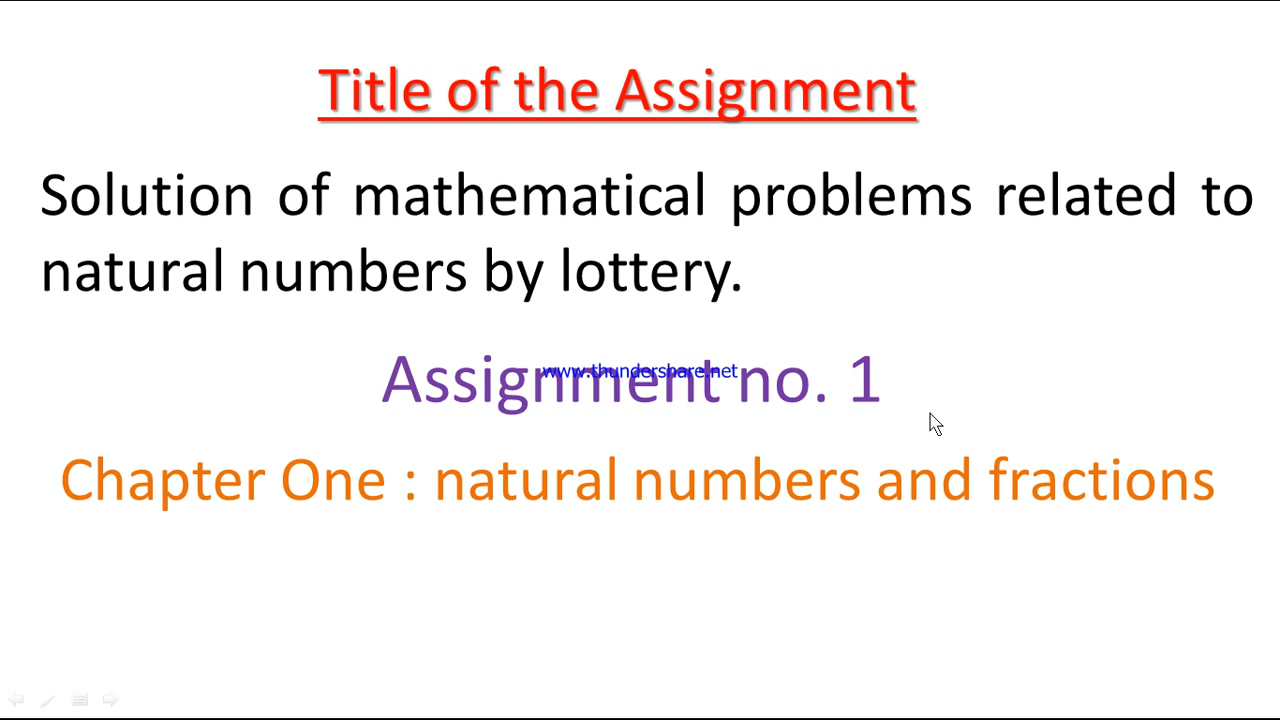 Title of the Assignment
Solution of mathematical problems related to
natural numbers by lottery.
Assignment no. 1
www.thundershare.net
Chapter One : natural numbers and fractions